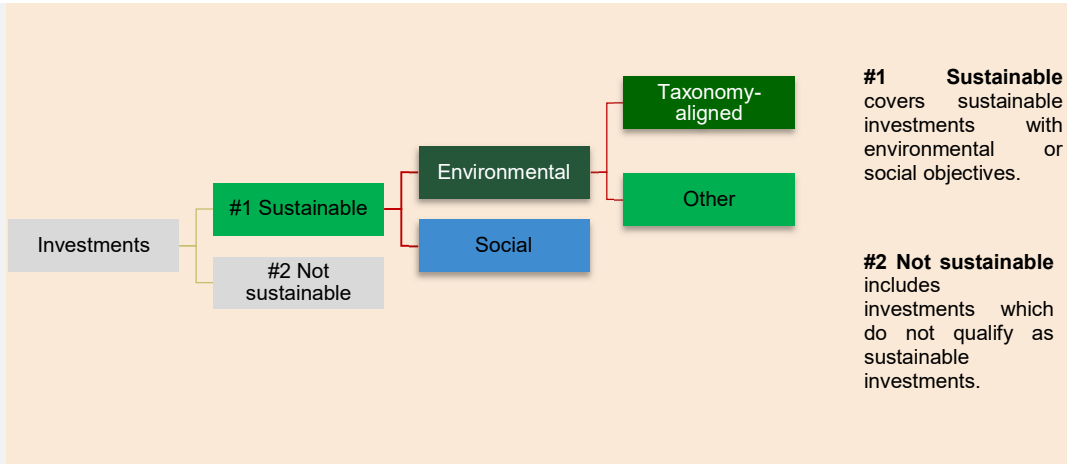 Investments
#1 Sustainable
#2 Not
sustainable
Environmental
Social
Taxonomy-
aligned
Other
#1 Sustainable
covers sustainable
investments with
environmental or
social objectives.
#2 Not sustainable
includes
investments which
do not qualify as
sustainable
investments.